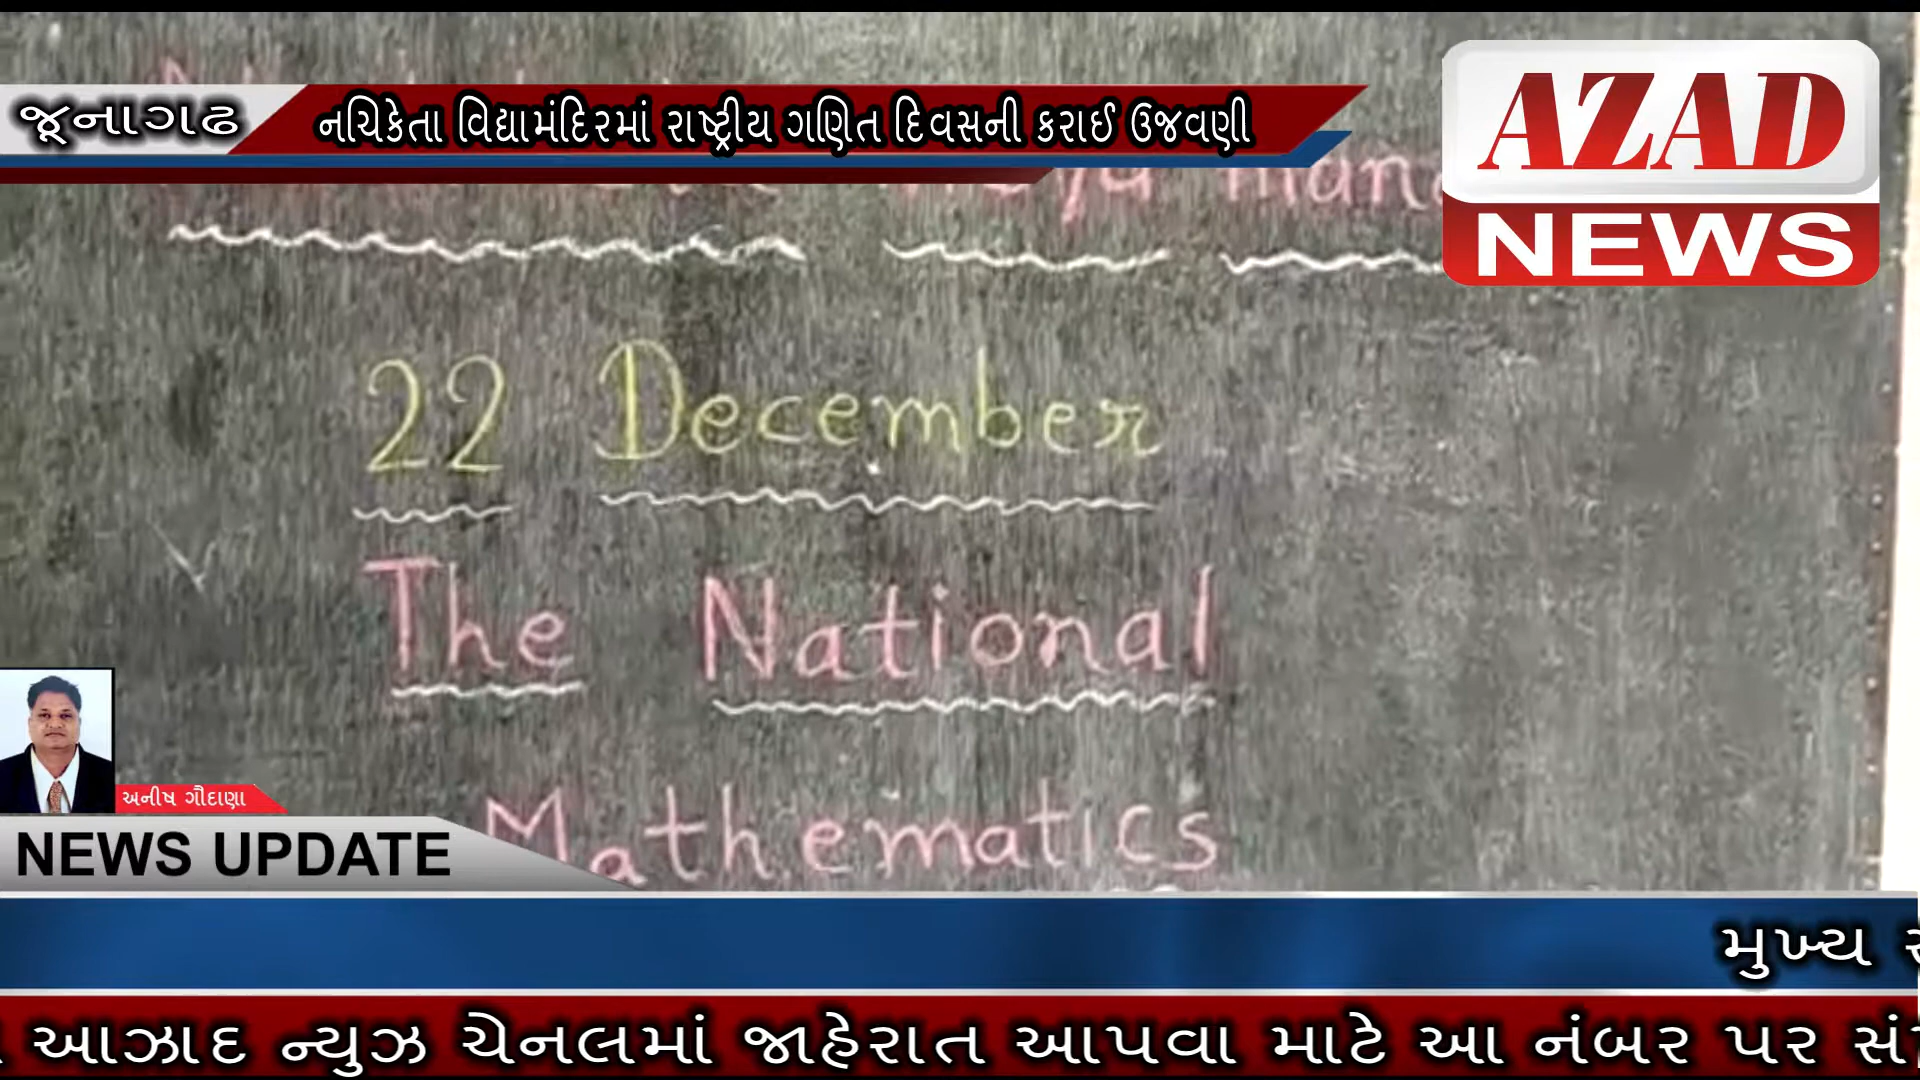 જૂનાગઢ
નચિકેતા વિદ્યામંદિરમાં રાષ્ટ્રીય ગણિત દિવસની કરાઈ ઉજવણી
AZAD
NEWS
22 December
The National
Mathematics
અનીષ ગૌદાણા
NEWS UPDATE
મુખ્ય
આઝાદ ન્યુઝ ચેનલમાં જાહેરાત આપવા માટે આ નંબર પર